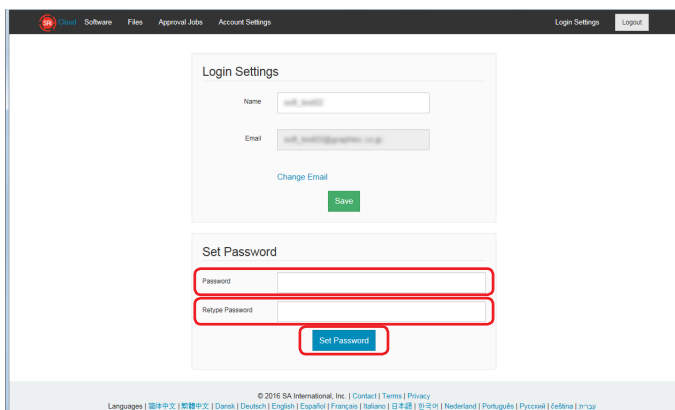 SAi Cloud Software Files Approval Jobs Account Settings Login Settings Logout
Login Settings
Name
Email
Change Email
Save
Set Password
Password
Retype Password
Set Password
© 2016 SA International, Inc. | Contact | Terms | Privacy
Languages | 简体中文 | 繁體中文 | Dansk | Deutsch | English | Español | Français | Italiano | 日本語 | 한국어 | Nederland | Português | Русский | čeština | עברית